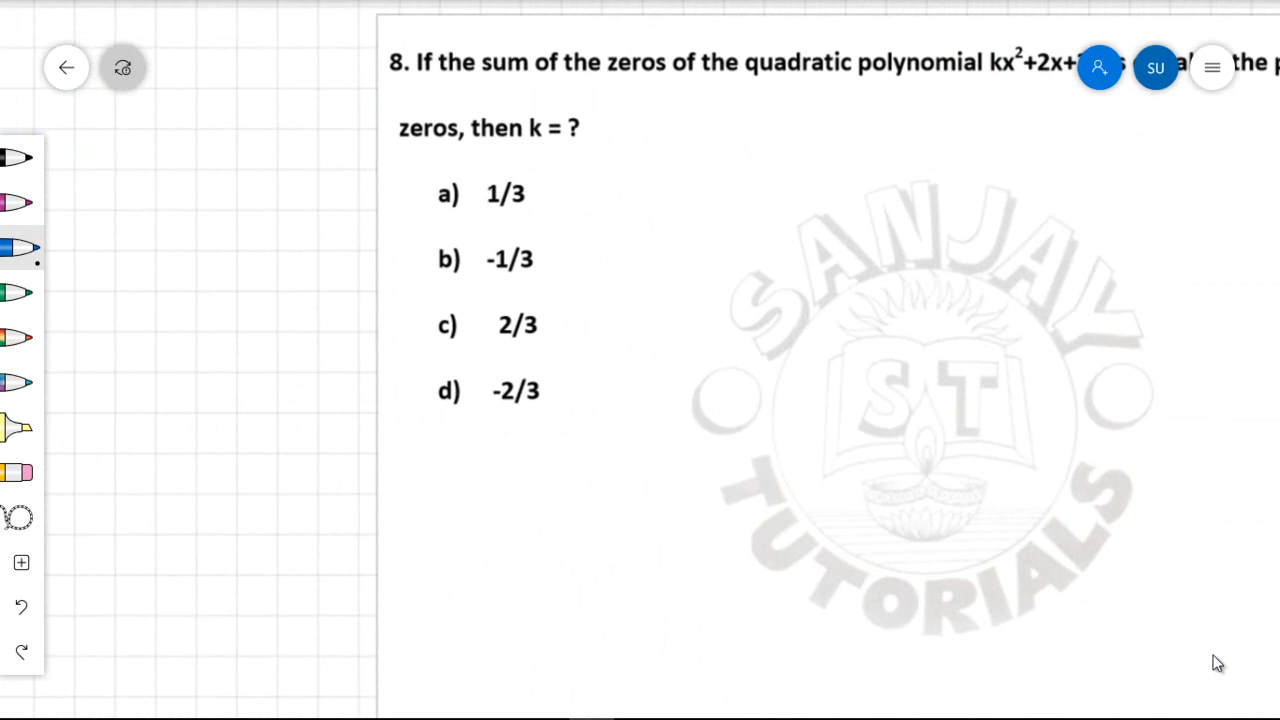 8. If the sum of the zeros of the quadratic polynomial kx²+2x+ the
zeros, then k = ?
a) 1/3
b) -1/3
c) 2/3
d) -2/3
SU
SANJAY
ST
TUTORIALS